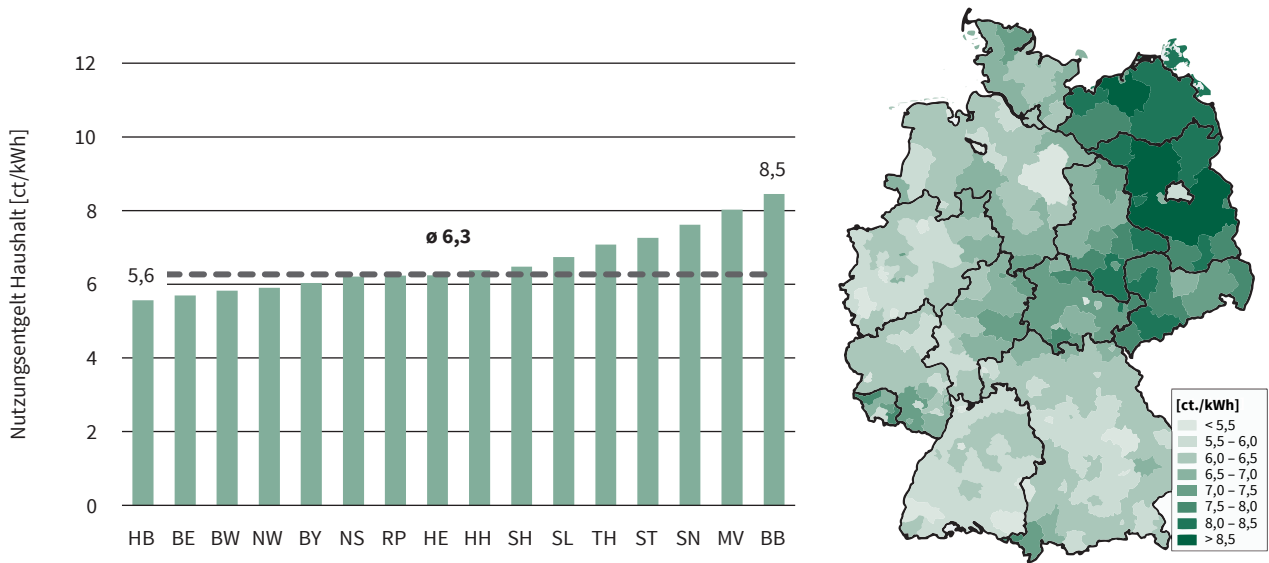 Nutzungsentgelt Haushalt [ct/kWh]
12
10
8
6
4
2
0
5,6
ø 6,3
8,5
HB BE BW NW BY NS RP HE HH SH SL TH ST SN MV BB
[ct./kWh]
< 5,5
5,5 – 6,0
6,0 – 6,5
6,5 – 7,0
7,0 – 7,5
7,5 – 8,0
8,0 – 8,5
> 8,5